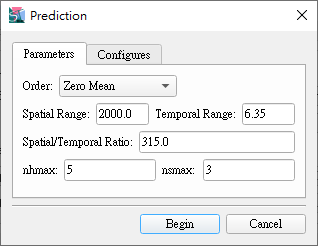 Prediction
Parameters Configures
Order: Zero Mean
Spatial Range: 2000.0 Temporal Range: 6.35
Spatial/Temporal Ratio: 315.0
nhmax: 5 nsmax: 3
Begin Cancel